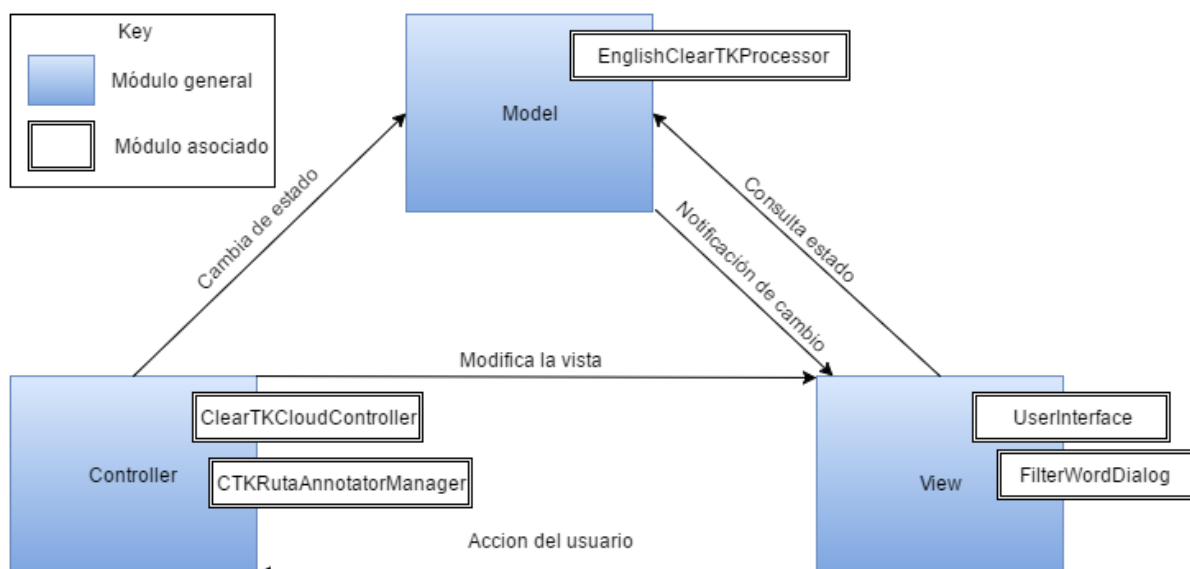 Key
Módulo general
Módulo asociado
EnglishClearTKProcessor
Model
Cambia de estado
Consulta estado
Notificación de cambio
Modifica la vista
ClearTKCloudController
Controller
CTKRutaAnnotatorManager
UserInterface
FilterWordDialog
View
Accion del usuario